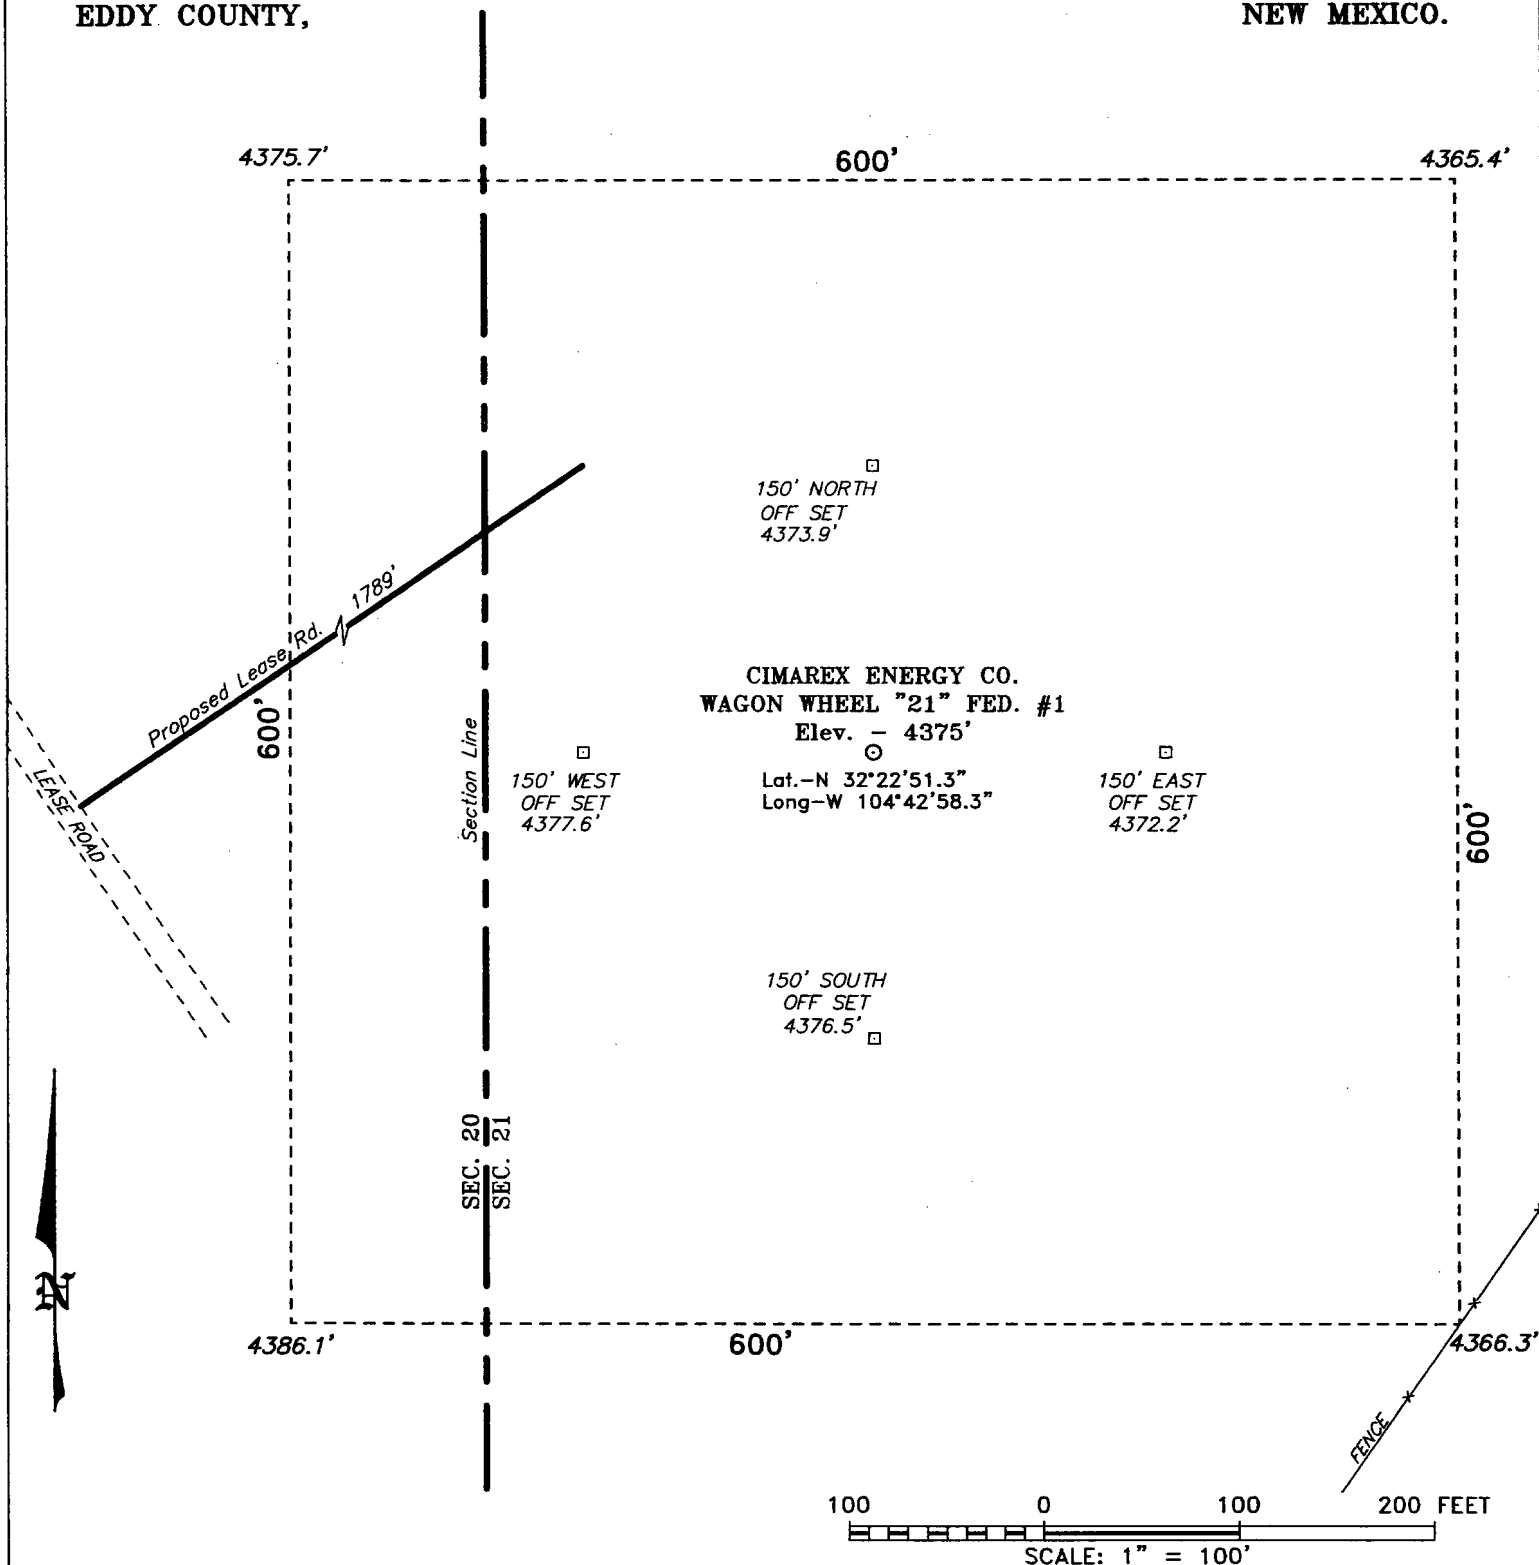 EDDY COUNTY, NEW MEXICO.
4375.7' 600' 4365.4'
150' NORTH
OFF SET
4373.9'
Proposed Lease Rd. 1789'
600'
LEASE ROAD
Section Line
CIMAREX ENERGY CO.
WAGON WHEEL "21" FED. #1
Elev. - 4375'
Lat.-N 32°22'51.3"
Long-W 104°42'58.3"
150' WEST
OFF SET
4377.6'
150' EAST
OFF SET
4372.2'
600'
150' SOUTH
OFF SET
4376.5'
SEC. 20
SEC. 21
N
4386.1' 600' 4366.3'
FENCE
100 0 100 200 FEET
SCALE: 1" = 100'